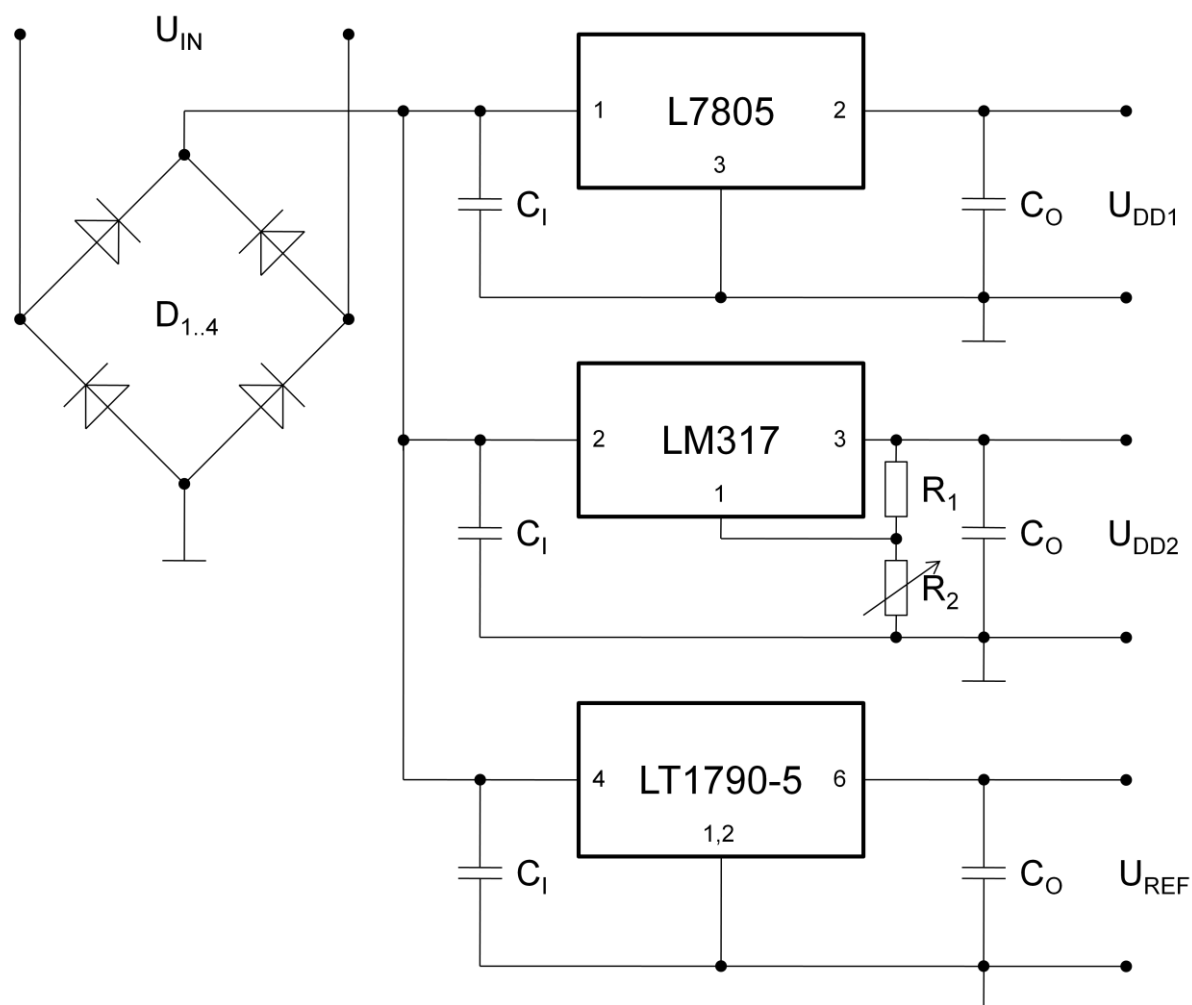 U_IN
L7805
1
2
3
C_I
C_O
U_DD1
D_1..4
LM317
2
3
1
R_1
C_I
C_O
U_DD2
R_2
LT1790-5
4
6
1,2
C_I
C_O
U_REF